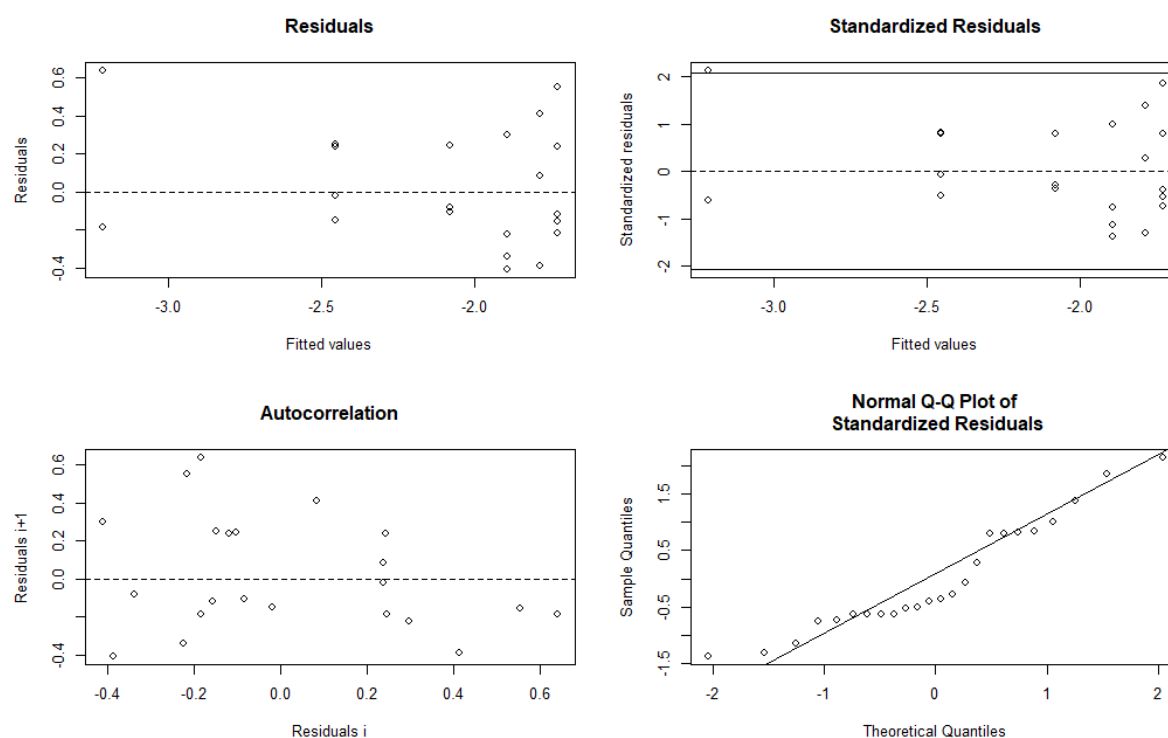 Residuals
Residuals
0.6
0.4
0.2
0.0
-0.4
-3.0 -2.5 -2.0
Fitted values
Standardized Residuals
Standardized residuals
2
1
0
-1
-2
-3.0 -2.5 -2.0
Fitted values
Autocorrelation
Residuals i+1
0.6
0.4
0.2
0.0
-0.4
-0.4 -0.2 0.0 0.2 0.4 0.6
Residuals i
Normal Q-Q Plot of
Standardized Residuals
Sample Quantiles
1.5
0.5
-0.5
-1.5
-2 -1 0 1 2
Theoretical Quantiles